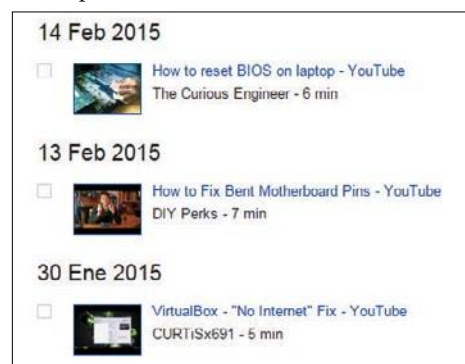 14 Feb 2015
How to reset BIOS on laptop - YouTube
The Curious Engineer - 6 min
13 Feb 2015
How to Fix Bent Motherboard Pins - YouTube
DIY Perks - 7 min
30 Ene 2015
VirtualBox - "No Internet" Fix - YouTube
CURTiSx691 - 5 min